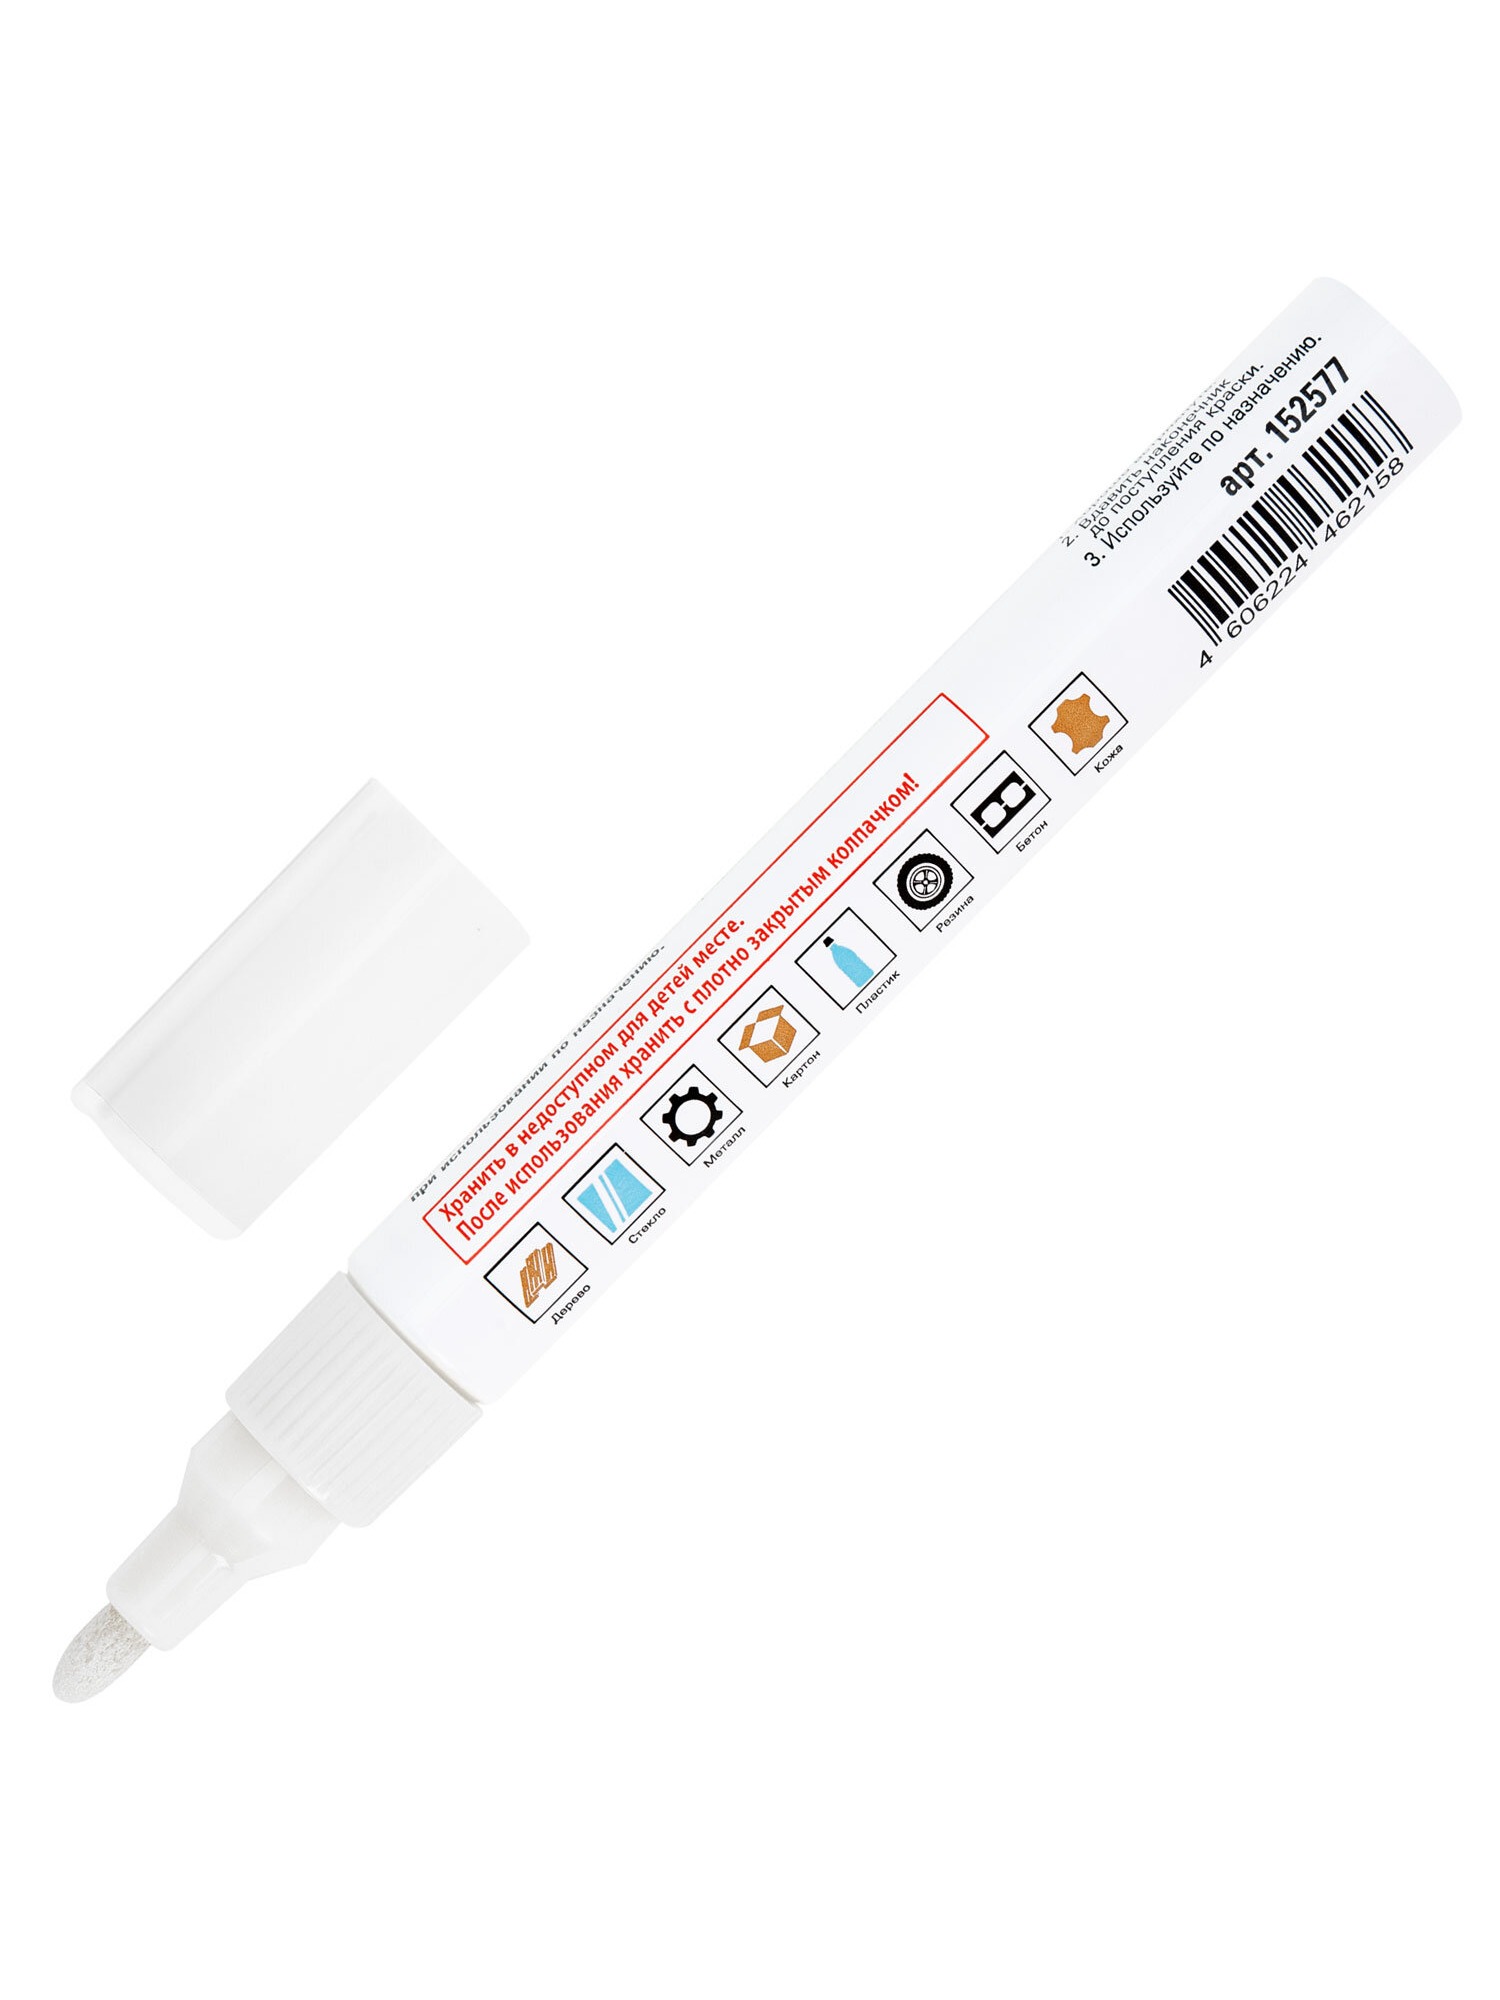 2. Вдавить наконечник
до поступления краски.
3. Используйте по назначению.
арт. 152577
4 606224 462158
при использовании по назначению.
Хранить в недоступном для детей месте.
После использования хранить с плотно закрытым колпачком!
Дерево
Стекло
Металл
Картон
Пластик
Резина
Бетон
Кожа